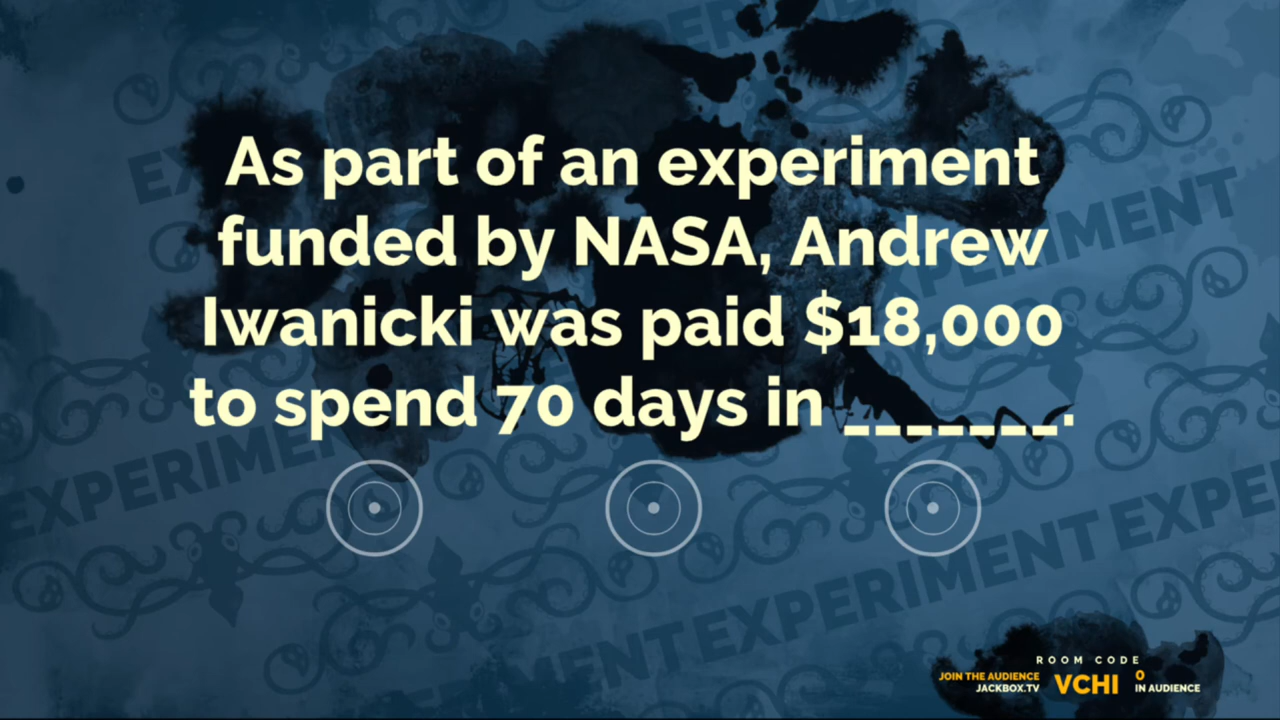 As part of an experiment
funded by NASA, Andrew
Iwanicki was paid $18,000
to spend 70 days in _______.
EXPERIMENT
EXPERIMENT
EXPERIMENT
EXPERIMENT
ROOM CODE
JOIN THE AUDIENCE
JACKBOX.TV
VCHI
0
IN AUDIENCE